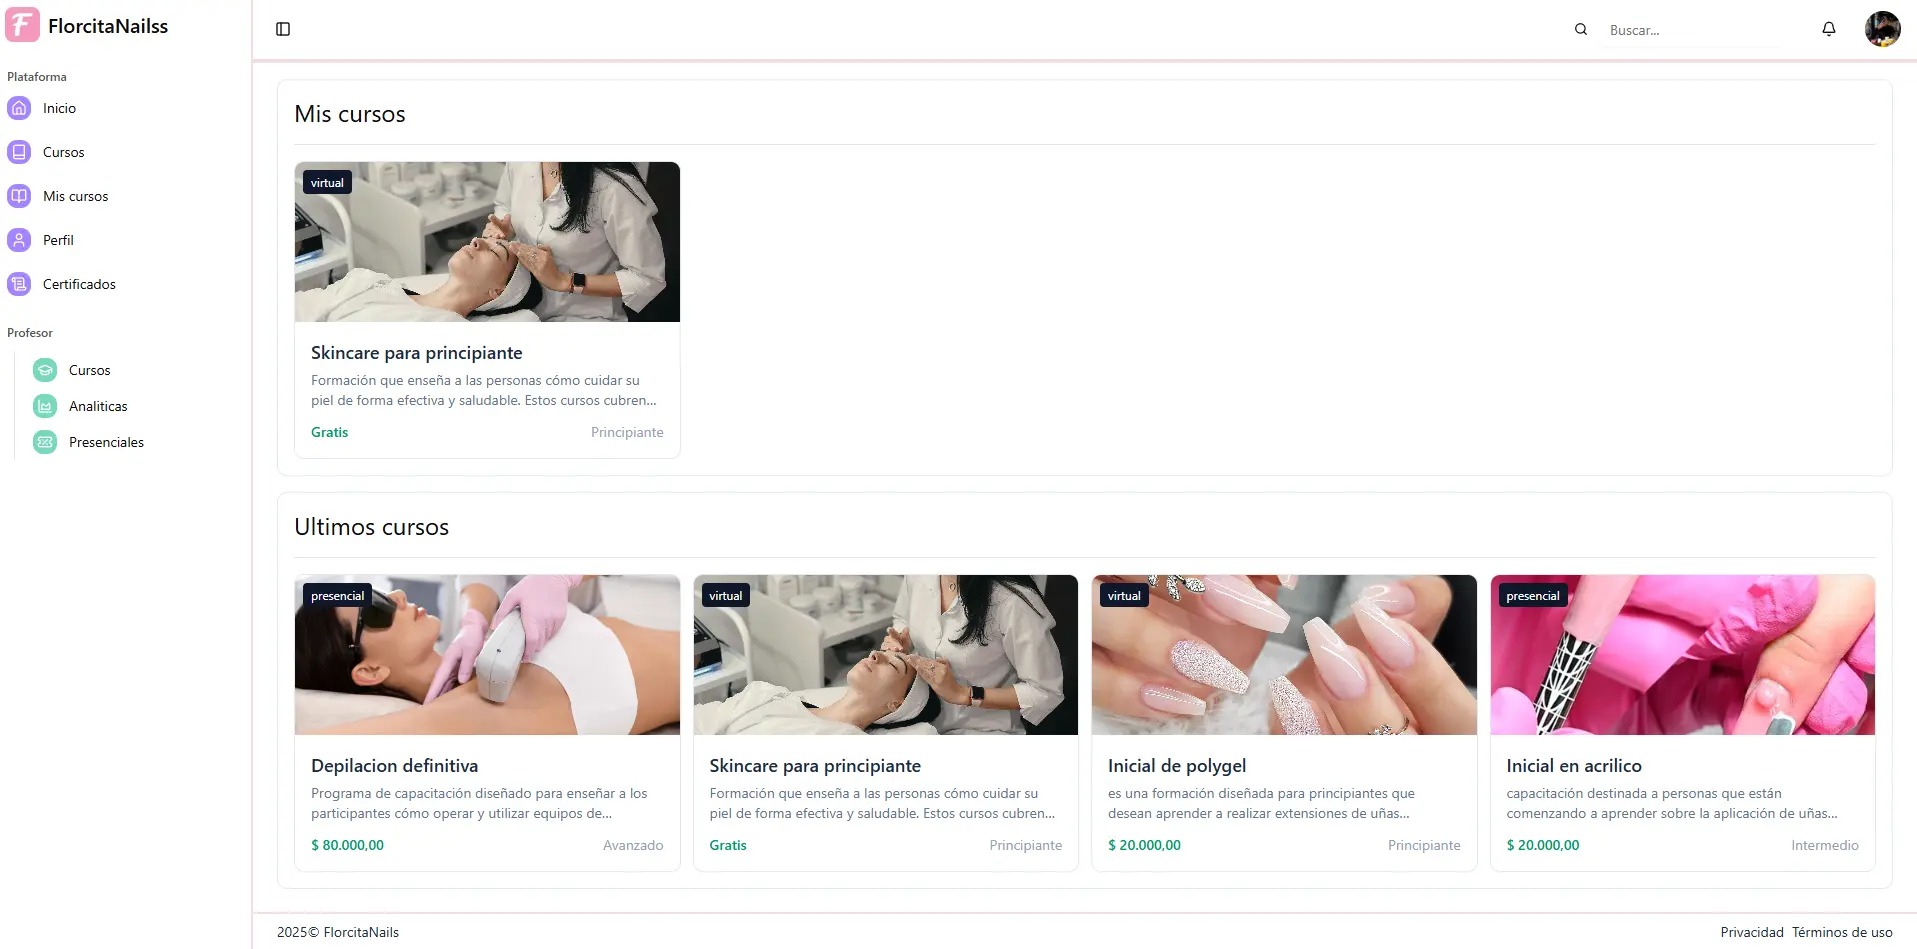 FlorcitaNailss
Buscar...
Plataforma
Inicio
Cursos
Mis cursos
Perfil
Certificados
Profesor
Cursos
Analiticas
Presenciales
Mis cursos
virtual
Skincare para principiante
Formación que enseña a las personas cómo cuidar su
piel de forma efectiva y saludable. Estos cursos cubren...
Gratis
Principiante
Ultimos cursos
presencial
Depilacion definitiva
Programa de capacitación diseñado para enseñar a los
participantes cómo operar y utilizar equipos de...
$ 80.000,00
Avanzado
virtual
Skincare para principiante
Formación que enseña a las personas cómo cuidar su
piel de forma efectiva y saludable. Estos cursos cubren...
Gratis
Principiante
virtual
Inicial de polygel
es una formación diseñada para principiantes que
desean aprender a realizar extensiones de uñas...
$ 20.000,00
Principiante
presencial
Inicial en acrilico
capacitación destinada a personas que están
comenzando a aprender sobre la aplicación de uñas...
$ 20.000,00
Intermedio
2025© FlorcitaNails
Privacidad Términos de uso